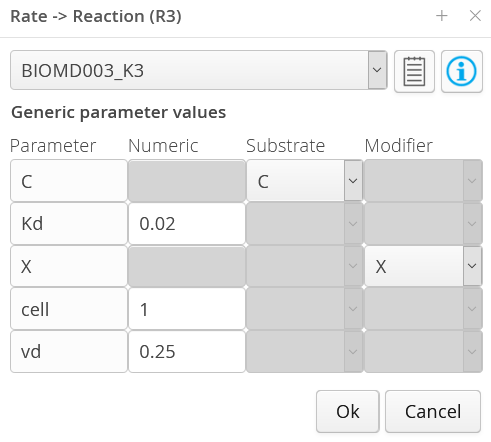 Rate -> Reaction (R3)
BIOMD003_K3
Generic parameter values
Parameter Numeric Substrate Modifier
C C
Kd 0.02
X X
cell 1
vd 0.25
Ok Cancel